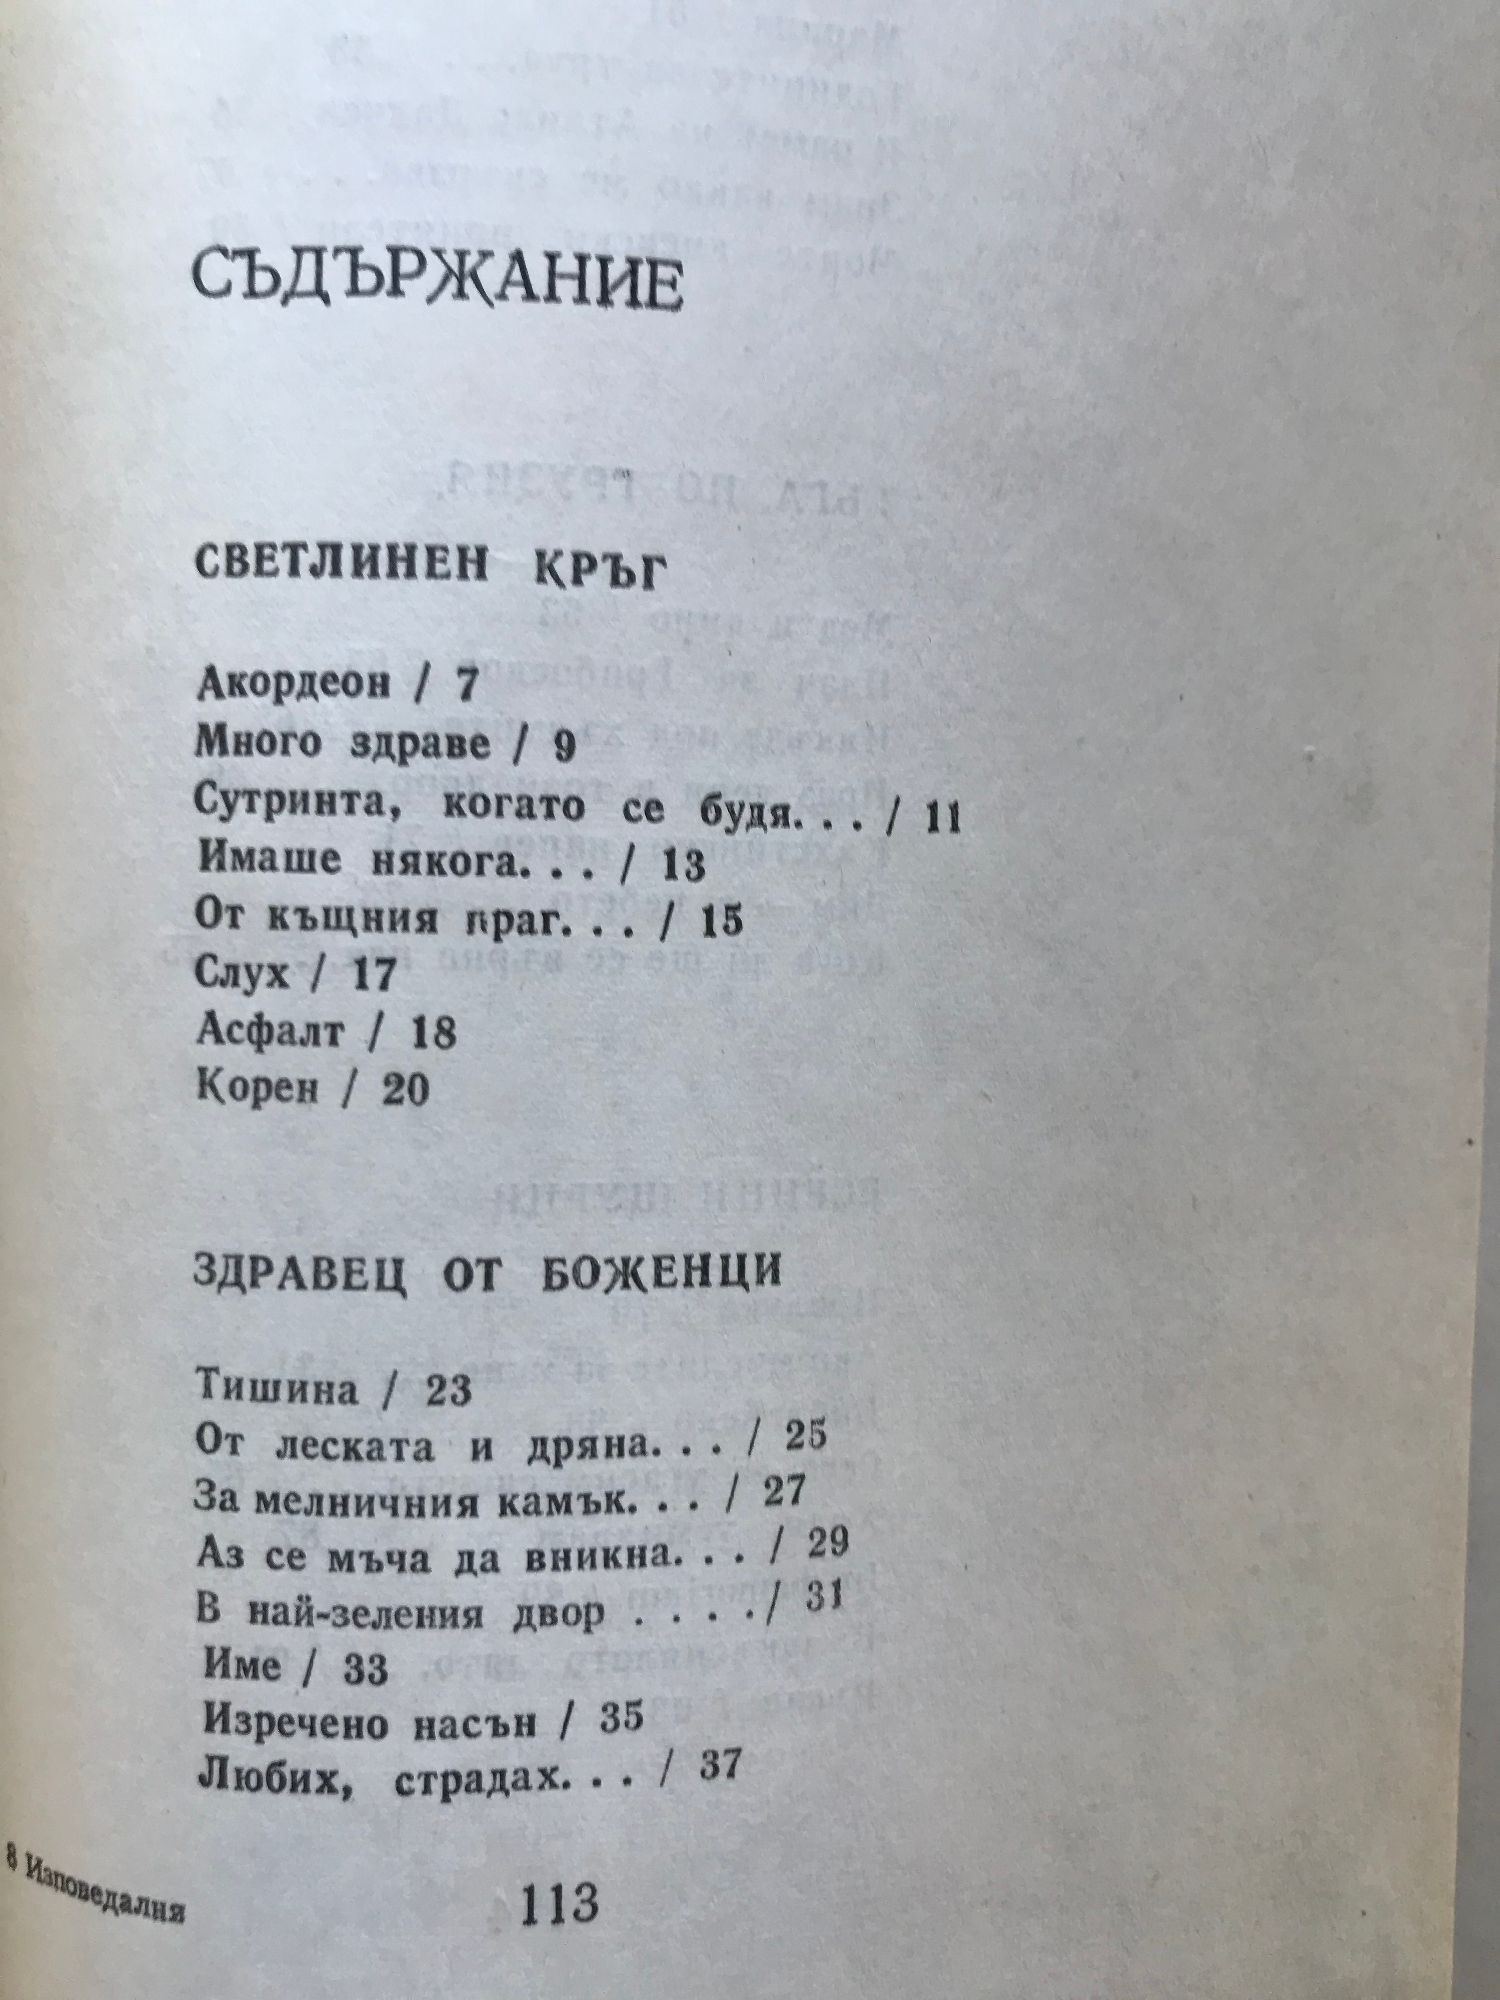 СЪДЪРЖАНИЕ
СВЕТЛИНЕН КРЪГ
Акордеон / 7
Много здраве / 9
Сутринта, когато се будя. . . / 11
Имаше някога. . . / 13
От къщния праг. . . / 15
Слух / 17
Асфалт / 18
Корен / 20
ЗДРАВЕЦ ОТ БОЖЕНЦИ
Тишина / 23
От леската и дряна. . . / 25
За мелничния камък. . . / 27
Аз се мъча да вникна. . . / 29
В най-зеления двор . . . . / 31
Име / 33
Изречено насън / 35
Любих, страдах. . . / 37
8 Изповедалня
113